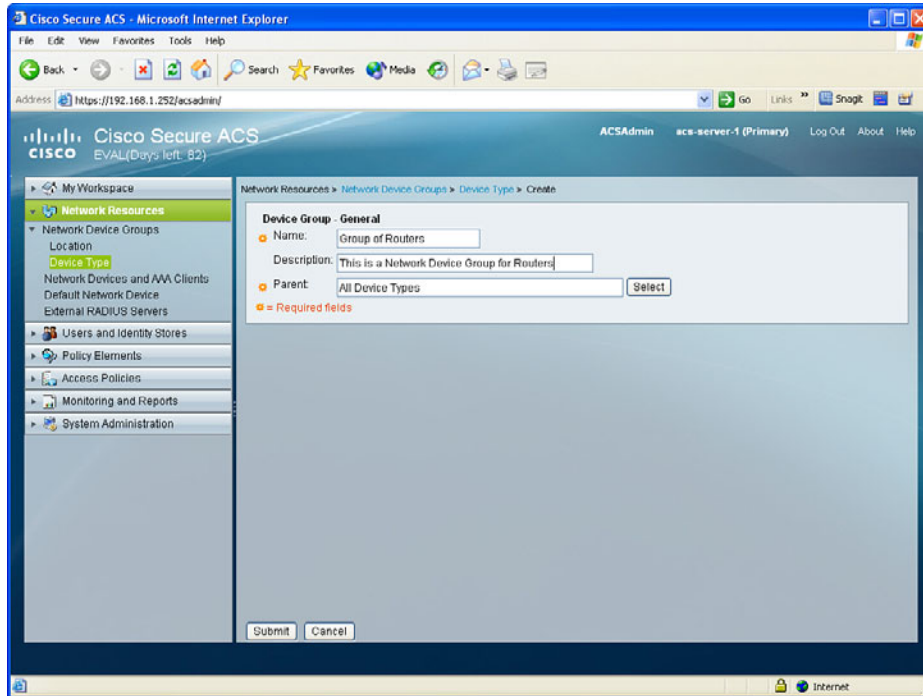 Cisco Secure ACS - Microsoft Internet Explorer
File Edit View Favorites Tools Help
Back Search Favorites Media
Address https://192.168.1.252/acsadmin/ Go Links » SnagIt
CISCO Cisco Secure ACS
EVAL(Days left: 82)
ACSAdmin acs-server-1 (Primary) Log Out About Help
My Workspace
Network Resources
Network Device Groups
Location
Device Type
Network Devices and AAA Clients
Default Network Device
External RADIUS Servers
Users and Identity Stores
Policy Elements
Access Policies
Monitoring and Reports
System Administration
Network Resources > Network Device Groups > Device Type > Create
Device Group - General
Name: Group of Routers
Description: This is a Network Device Group for Routers
Parent: All Device Types Select
= Required fields
Submit Cancel
Internet